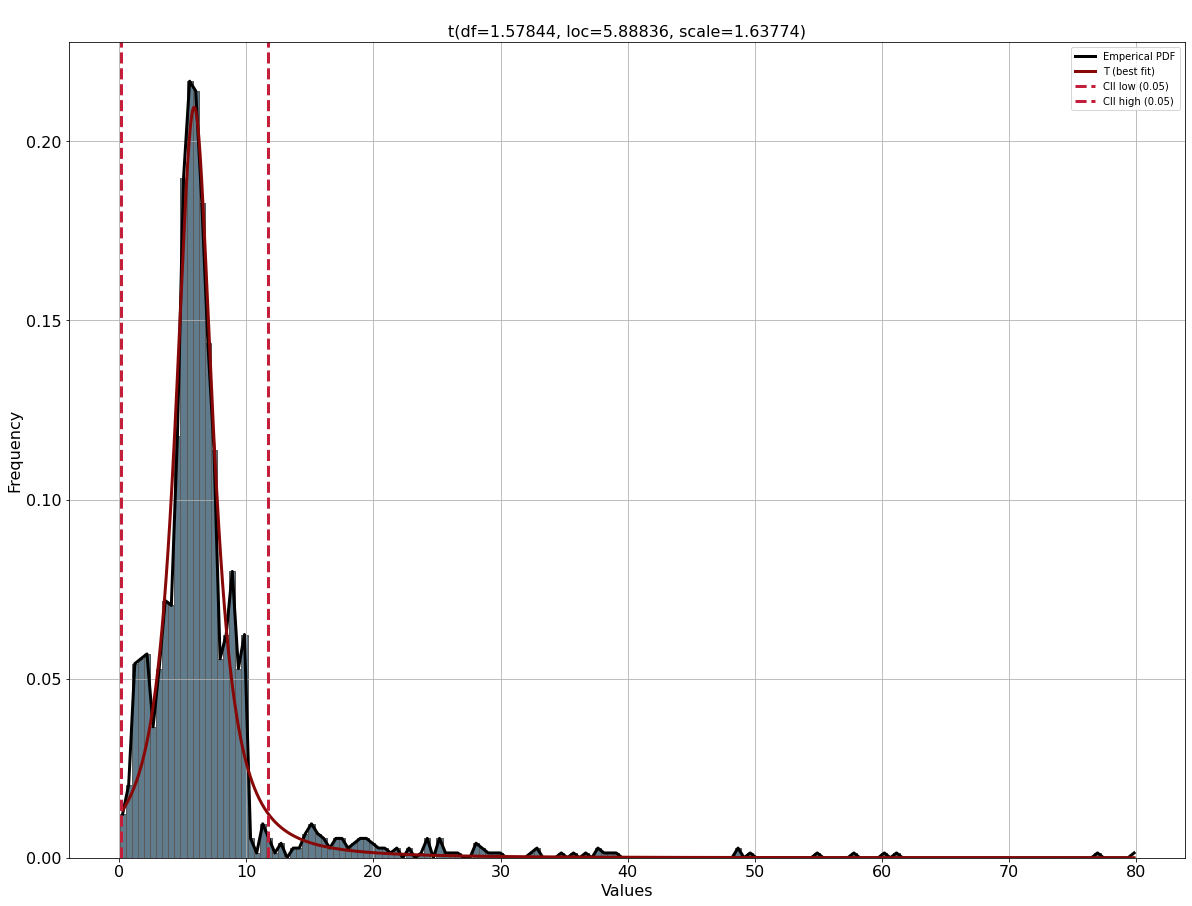 t(df=1.57844, loc=5.88836, scale=1.63774)
Emperical PDF
T (best fit)
CII low (0.05)
CII high (0.05)
Frequency
0.20
0.15
0.10
0.05
0.00
0 10 20 30 40 50 60 70 80
Values